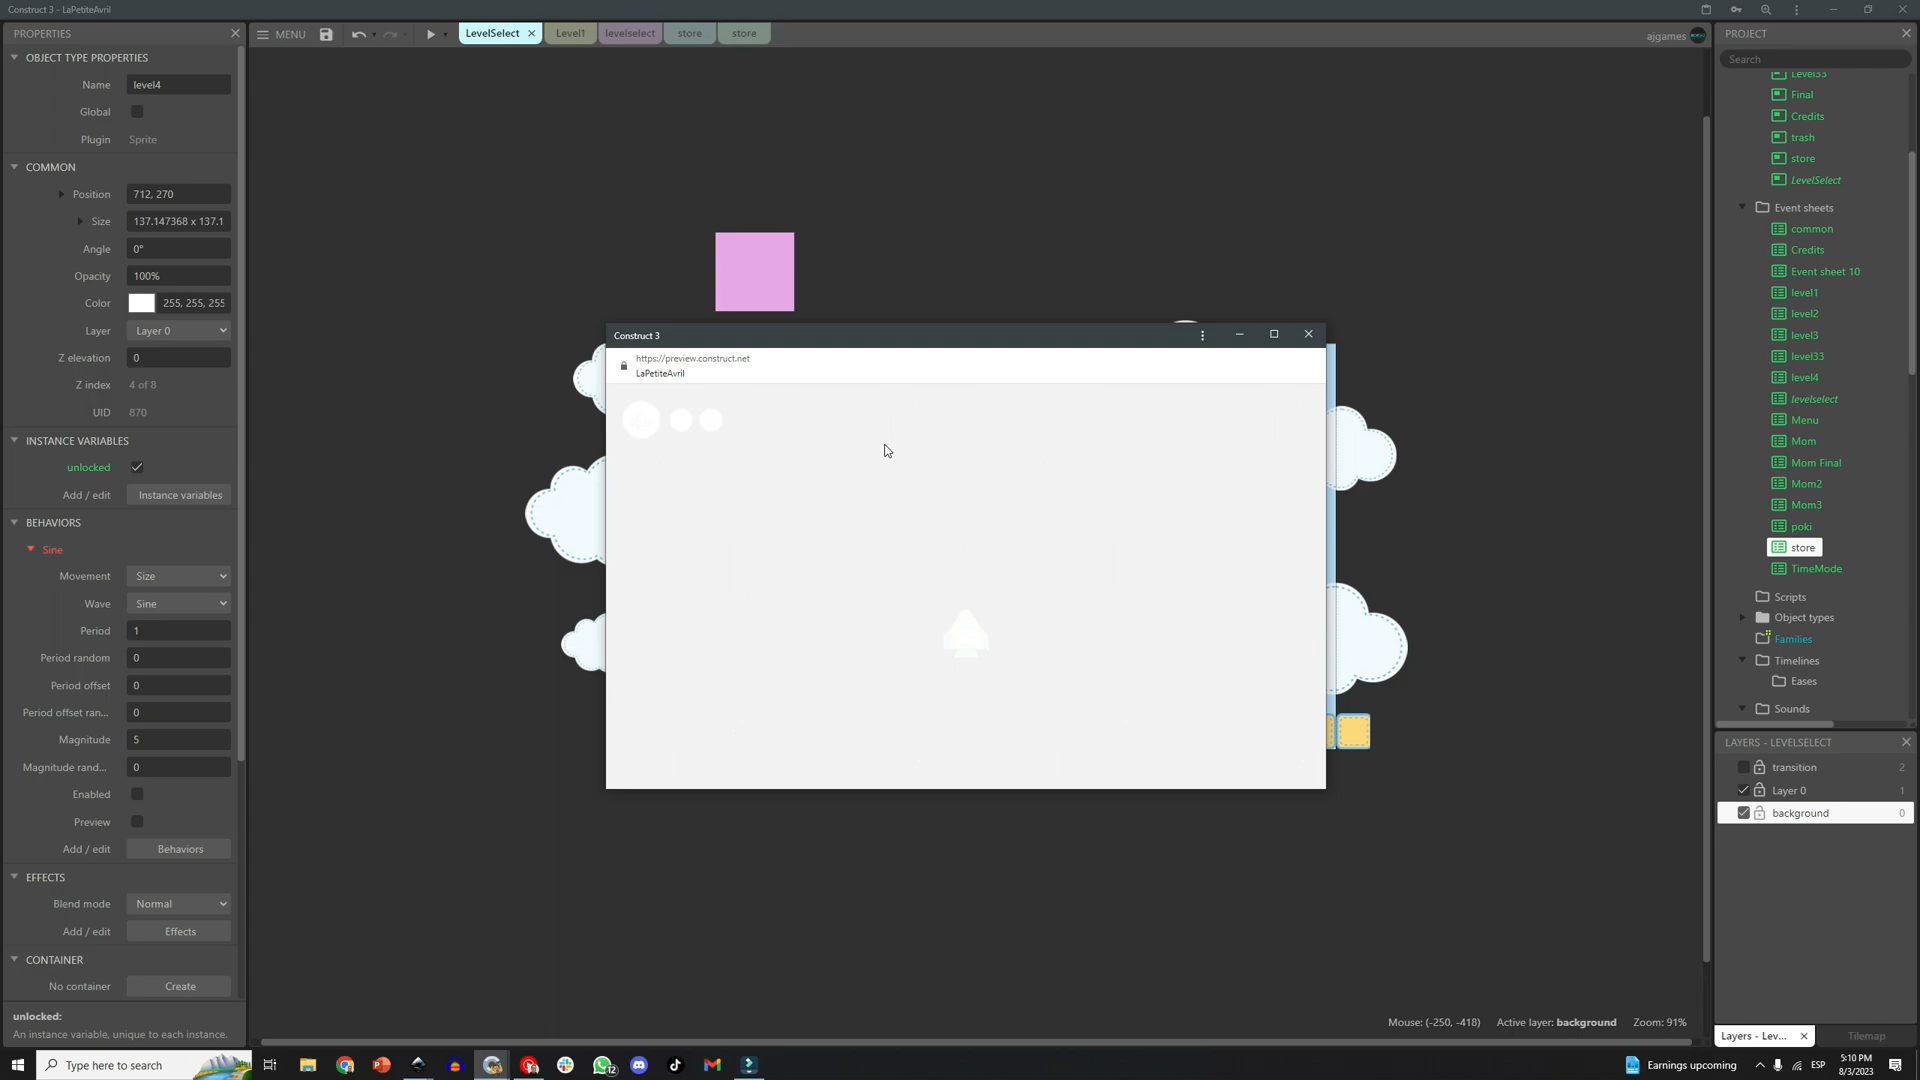 Construct 3 - LaPetiteAvril
PROPERTIES
OBJECT TYPE PROPERTIES
Name level4
Global
Plugin Sprite
COMMON
Position 712, 270
Size 137.147368 x 137.1
Angle 0°
Opacity 100%
Color 255, 255, 255
Layer Layer 0
Z elevation 0
Z index 4 of 8
UID 870
INSTANCE VARIABLES
unlocked
Add / edit Instance variables
BEHAVIORS
Sine
Movement Size
Wave Sine
Period 1
Period random 0
Period offset 0
Period offset ran... 0
Magnitude 5
Magnitude rand... 0
Enabled
Preview
Add / edit Behaviors
EFFECTS
Blend mode Normal
Add / edit Effects
CONTAINER
No container Create
unlocked:
An instance variable, unique to each instance.
MENU
LevelSelect
Level1
levelselect
store
store
ajgames
Construct 3
https://preview.construct.net
LaPetiteAvril
Mouse: (-250, -418) Active layer: background Zoom: 91%
PROJECT
Search
Level33
Final
Credits
trash
store
LevelSelect
Event sheets
common
Credits
Event sheet 10
level1
level2
level3
level33
level4
levelselect
Menu
Mom
Mom Final
Mom2
Mom3
poki
store
TimeMode
Scripts
Object types
Families
Timelines
Eases
Sounds
LAYERS - LEVELSELECT
transition 2
Layer 0 1
background 0
Layers - Lev...
Tilemap
Type here to search
12
Earnings upcoming
ESP
5:10 PM
8/3/2023